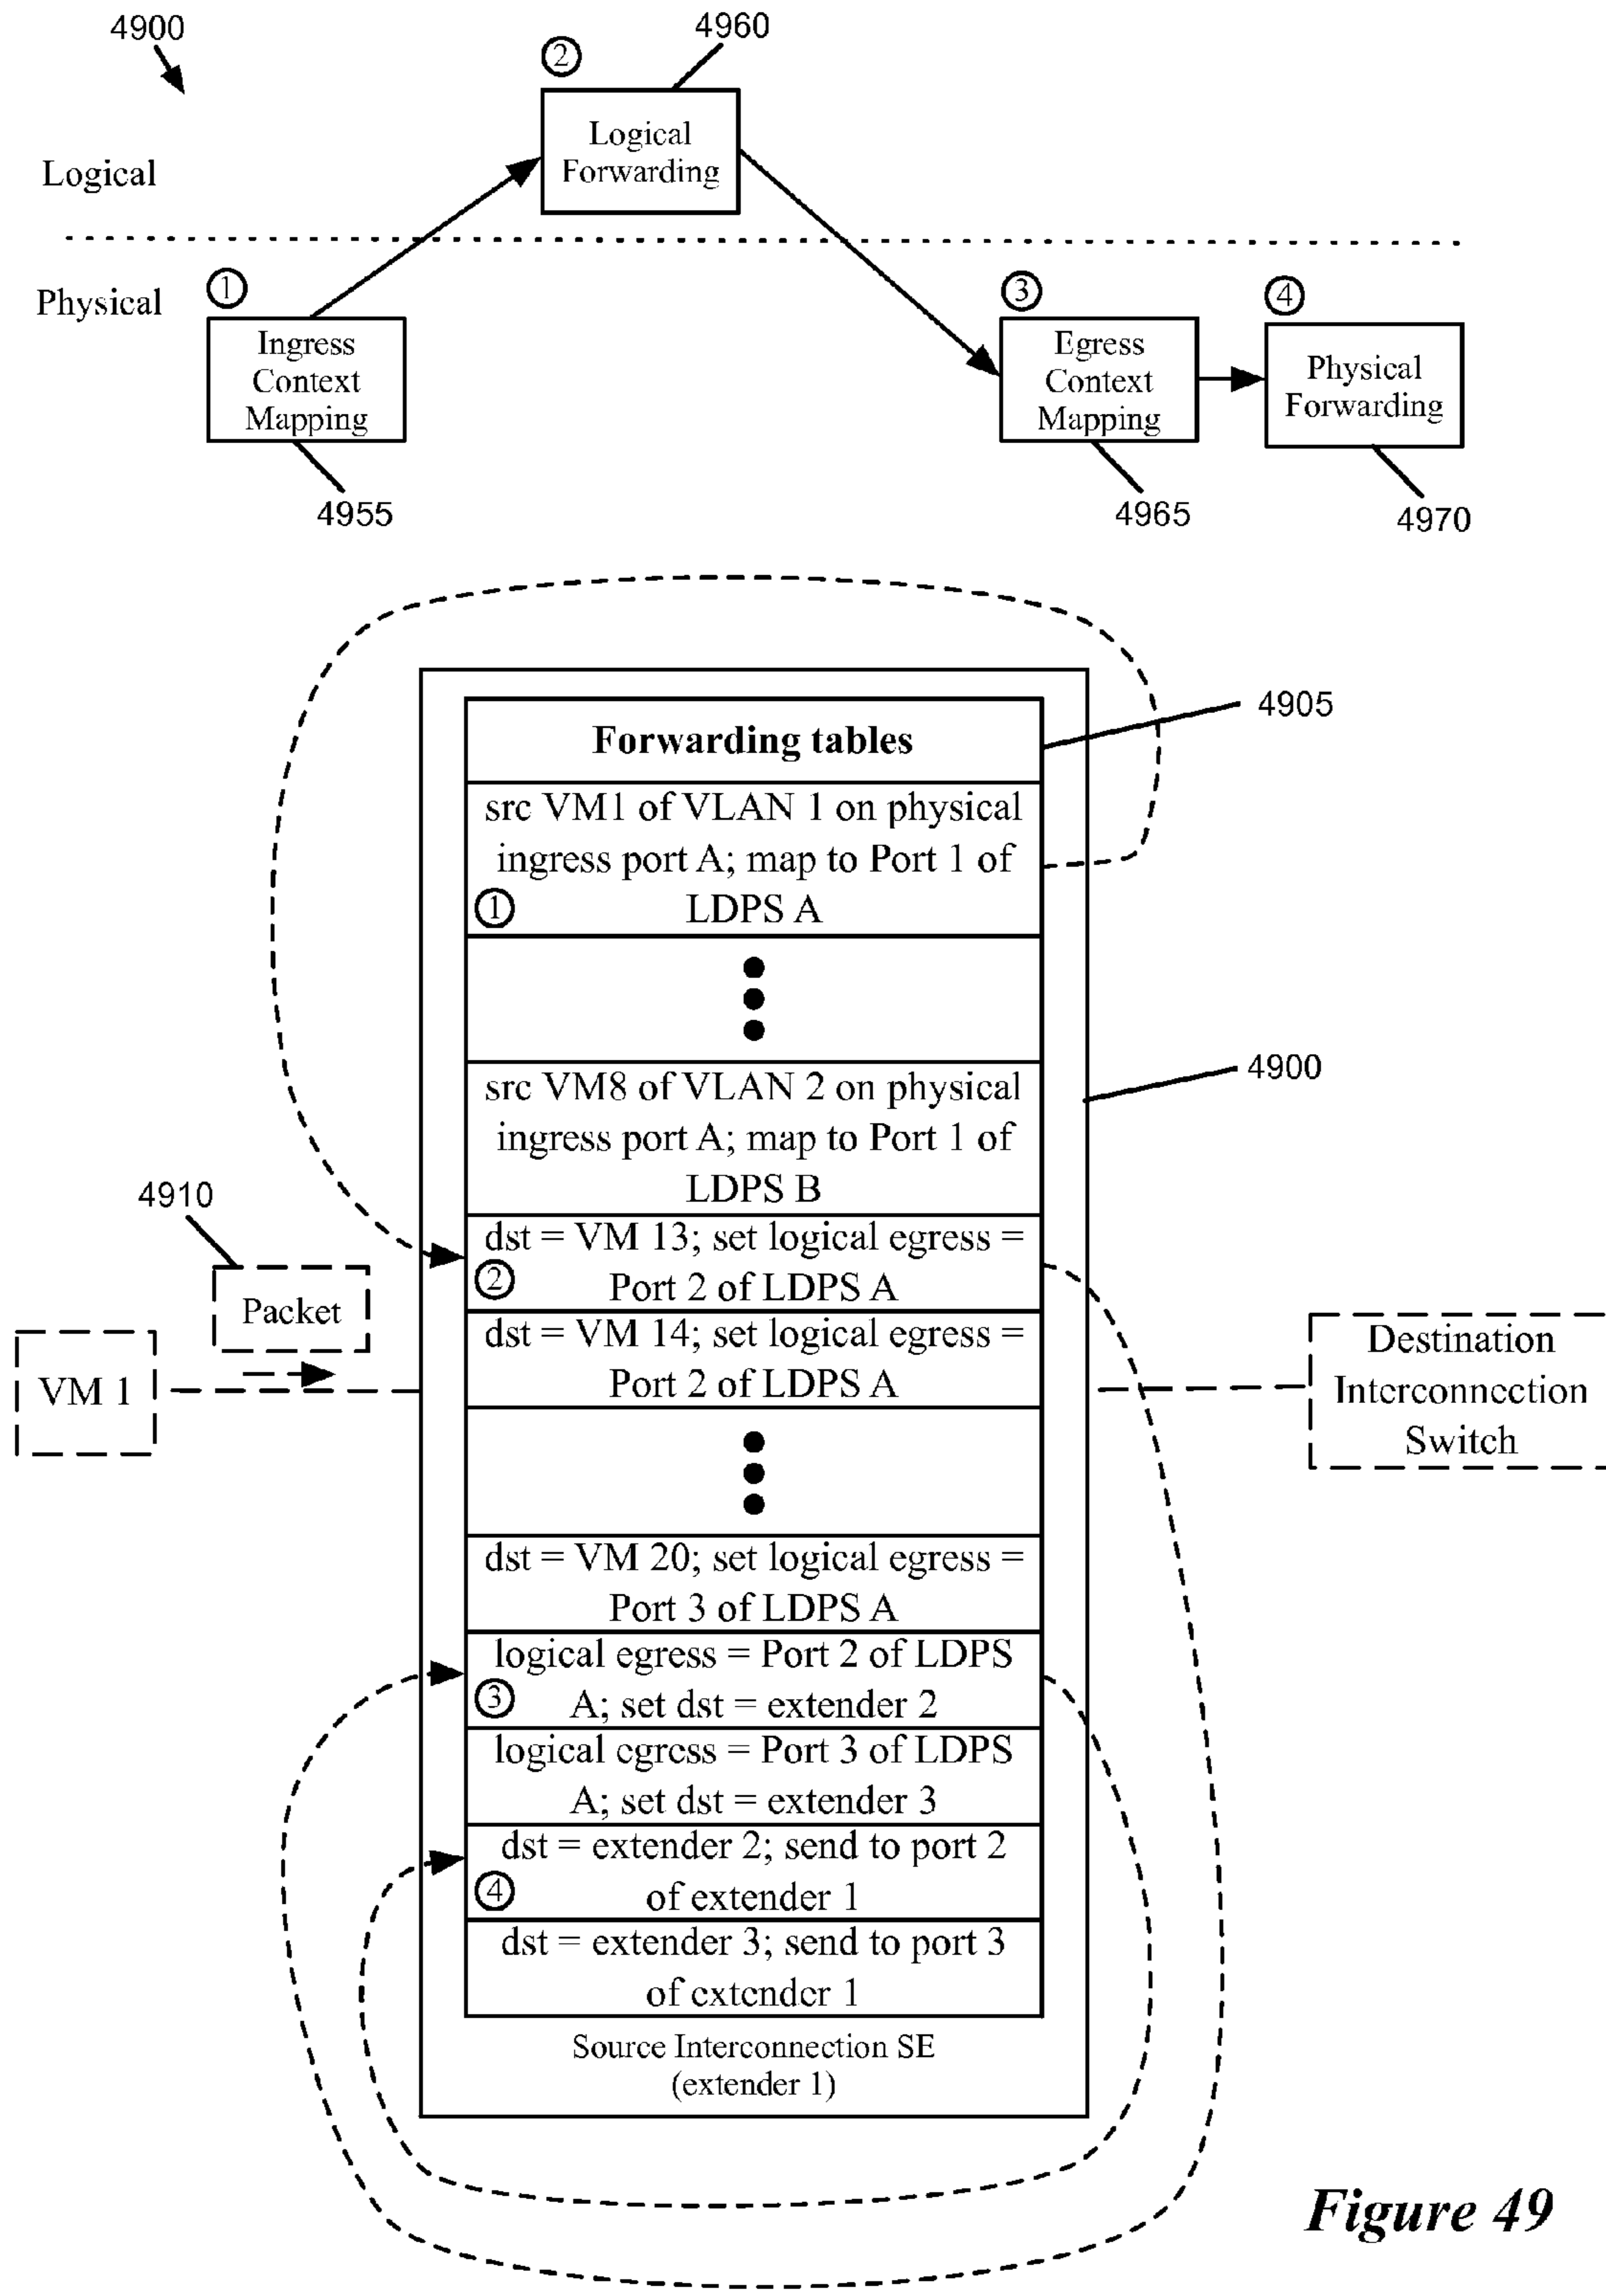 4900
4960
②
Logical
Forwarding
Logical
Physical
①
Ingress
Context
Mapping
4955
③
Egress
Context
Mapping
4965
④
Physical
Forwarding
4970
4905
Forwarding tables
src VM1 of VLAN 1 on physical
ingress port A; map to Port 1 of
① LDPS A
src VM8 of VLAN 2 on physical
ingress port A; map to Port 1 of
LDPS B
4900
dst = VM 13; set logical egress =
② Port 2 of LDPS A
dst = VM 14; set logical egress =
Port 2 of LDPS A
4910
Packet
VM 1
Destination
Interconnection
Switch
dst = VM 20; set logical egress =
Port 3 of LDPS A
logical egress = Port 2 of LDPS
③ A; set dst = extender 2
logical egress = Port 3 of LDPS
A; set dst = extender 3
dst = extender 2; send to port 2
④ of extender 1
dst = extender 3; send to port 3
of extender 1
Source Interconnection SE
(extender 1)
Figure 49